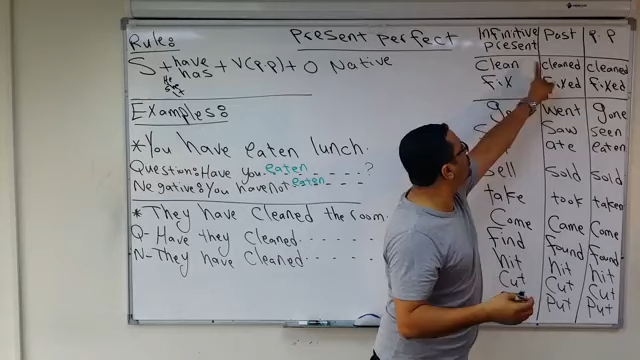 Rule:
Present perfect
S + have has + V(P.P) + O Native
He
She
It
Examples:
*You have eaten lunch.
Question: Have you eaten - - - - ?
Negative: You have not eaten - - -
* They have Cleaned the room.
Q- Have they Cleaned. . . . .
N- They have Cleaned. . . . .
Infinitive present Past P.P
Clean cleaned cleaned
Fix Fixed Fixed
went gone
Saw seen
ate eaten
Sell Sold Sold
take took taken
Come Came Come
Find Found Found
hit hit hit
Cut Cut Cut
Put Put